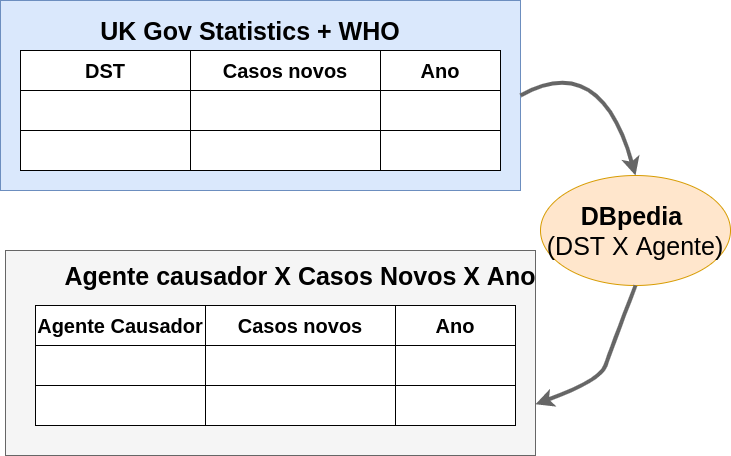 UK Gov Statistics + WHO
DST Casos novos Ano
DBpedia
(DST X Agente)
Agente causador X Casos Novos X Ano
Agente Causador Casos novos Ano